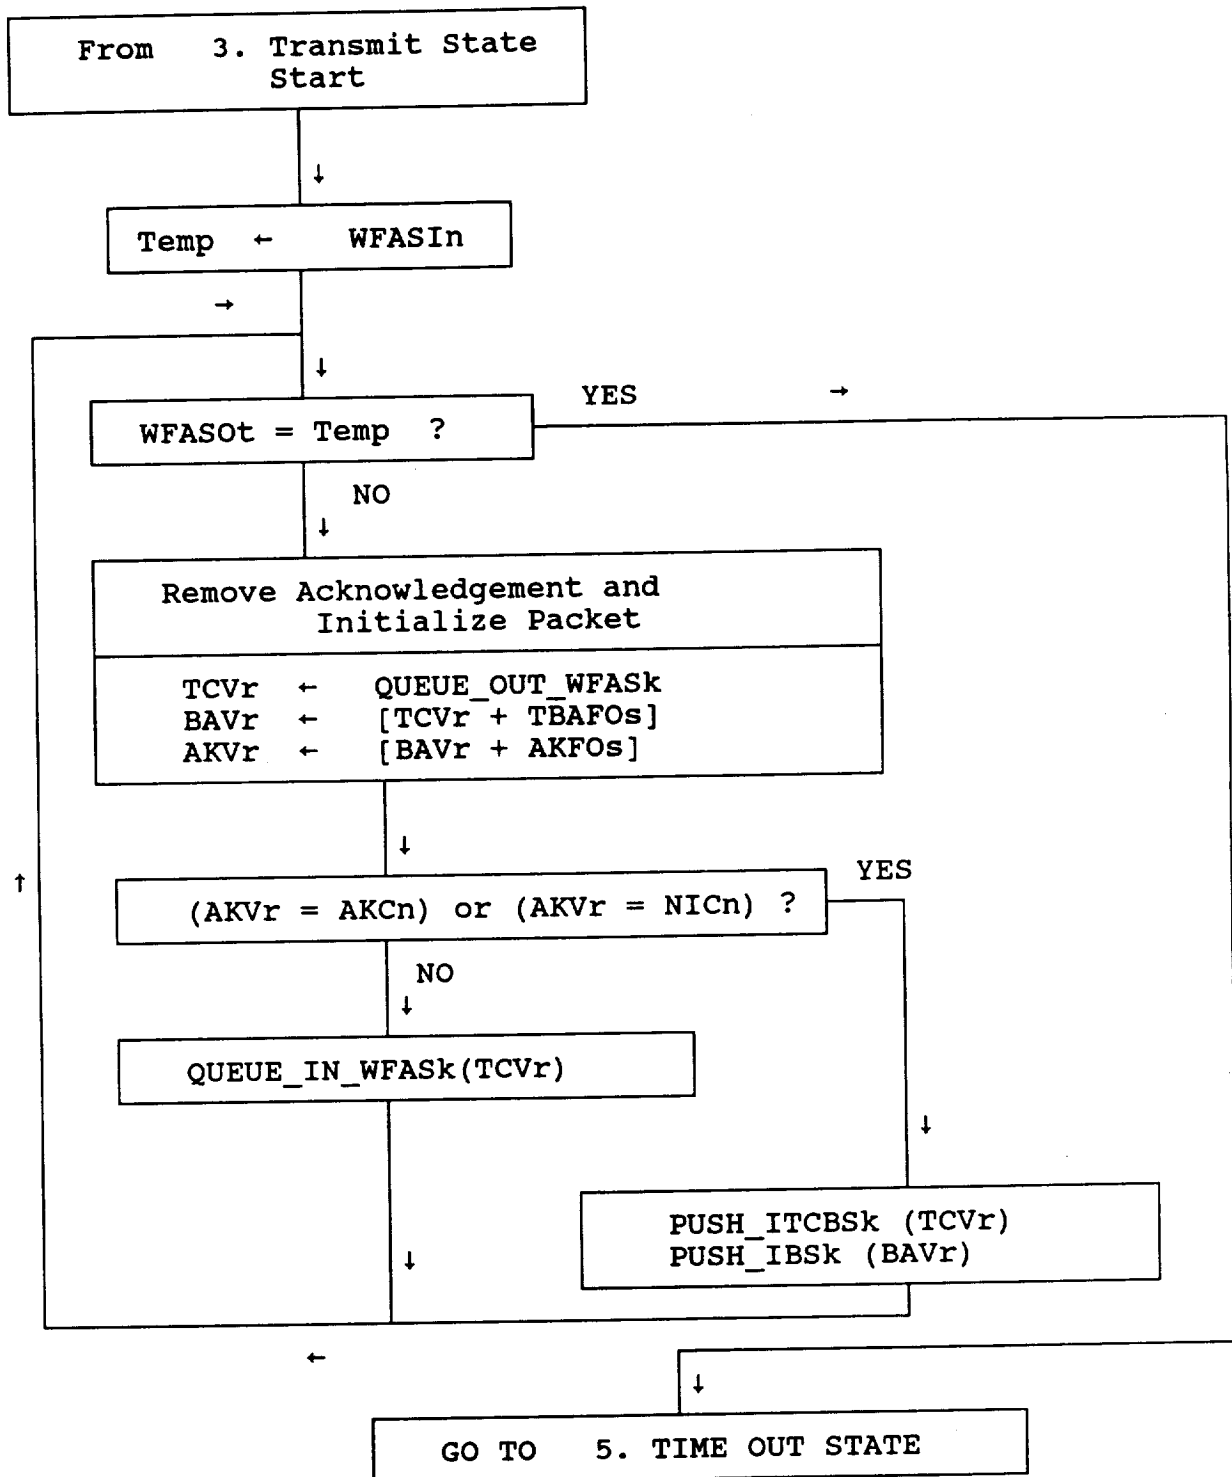 From 3. Transmit State
Start
↓
Temp ← WFASIn
→
↓
YES →
WFASOt = Temp ?
NO
↓
Remove Acknowledgement and
Initialize Packet
TCVr ← QUEUE_OUT_WFASk
BAVr ← [TCVr + TBAFOs]
AKVr ← [BAVr + AKFOs]
↓
↑
YES
(AKVr = AKCn) or (AKVr = NICn) ?
NO
↓
QUEUE_IN_WFASk(TCVr)
↓
PUSH_ITCBSk (TCVr)
PUSH_IBSk (BAVr)
↓
←
↓
GO TO 5. TIME OUT STATE